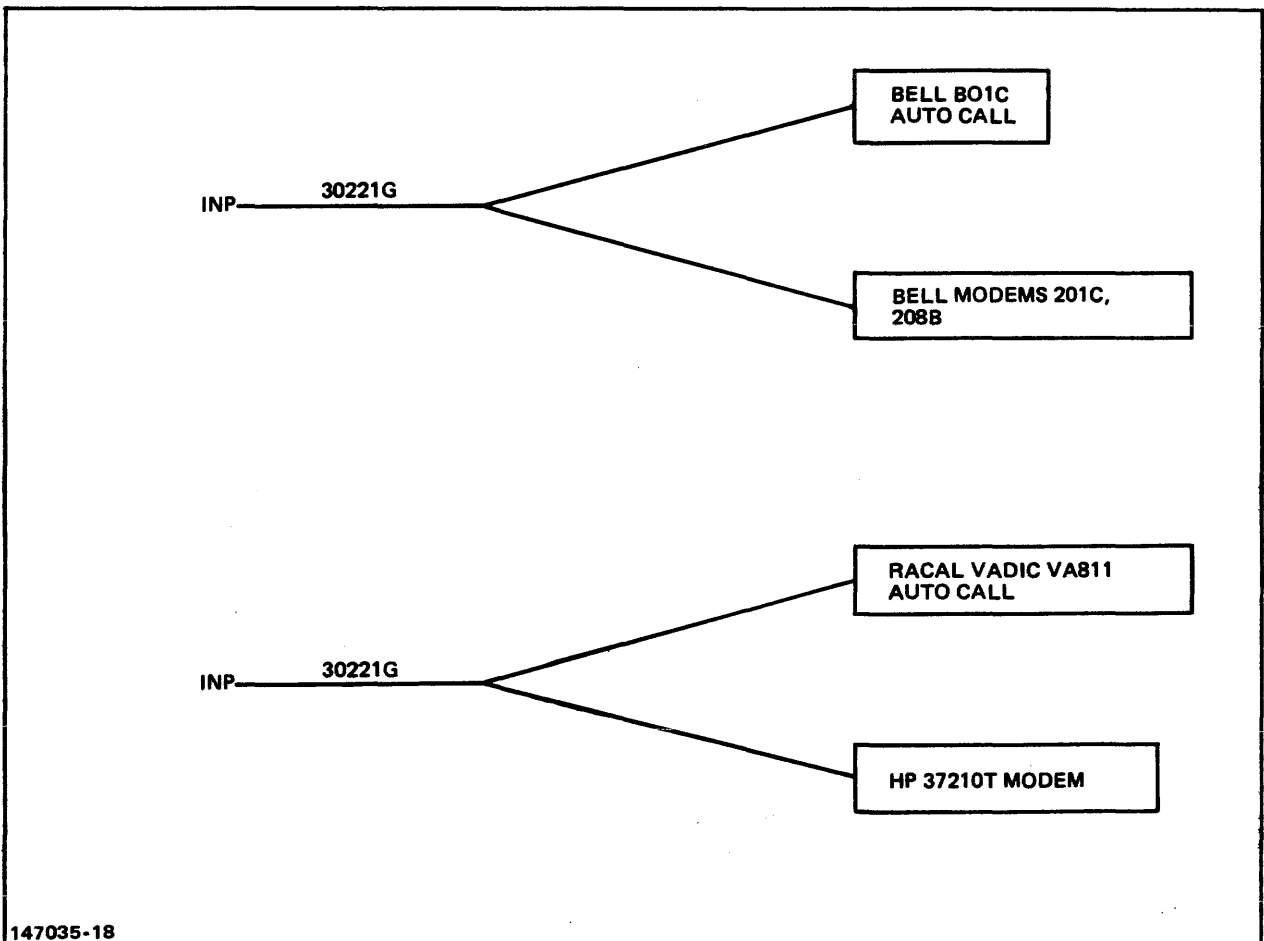 BELL BO1C
AUTO CALL
INP
30221G
BELL MODEMS 201C,
208B
RACAL VADIC VA811
AUTO CALL
INP
30221G
HP 37210T MODEM
147035-18